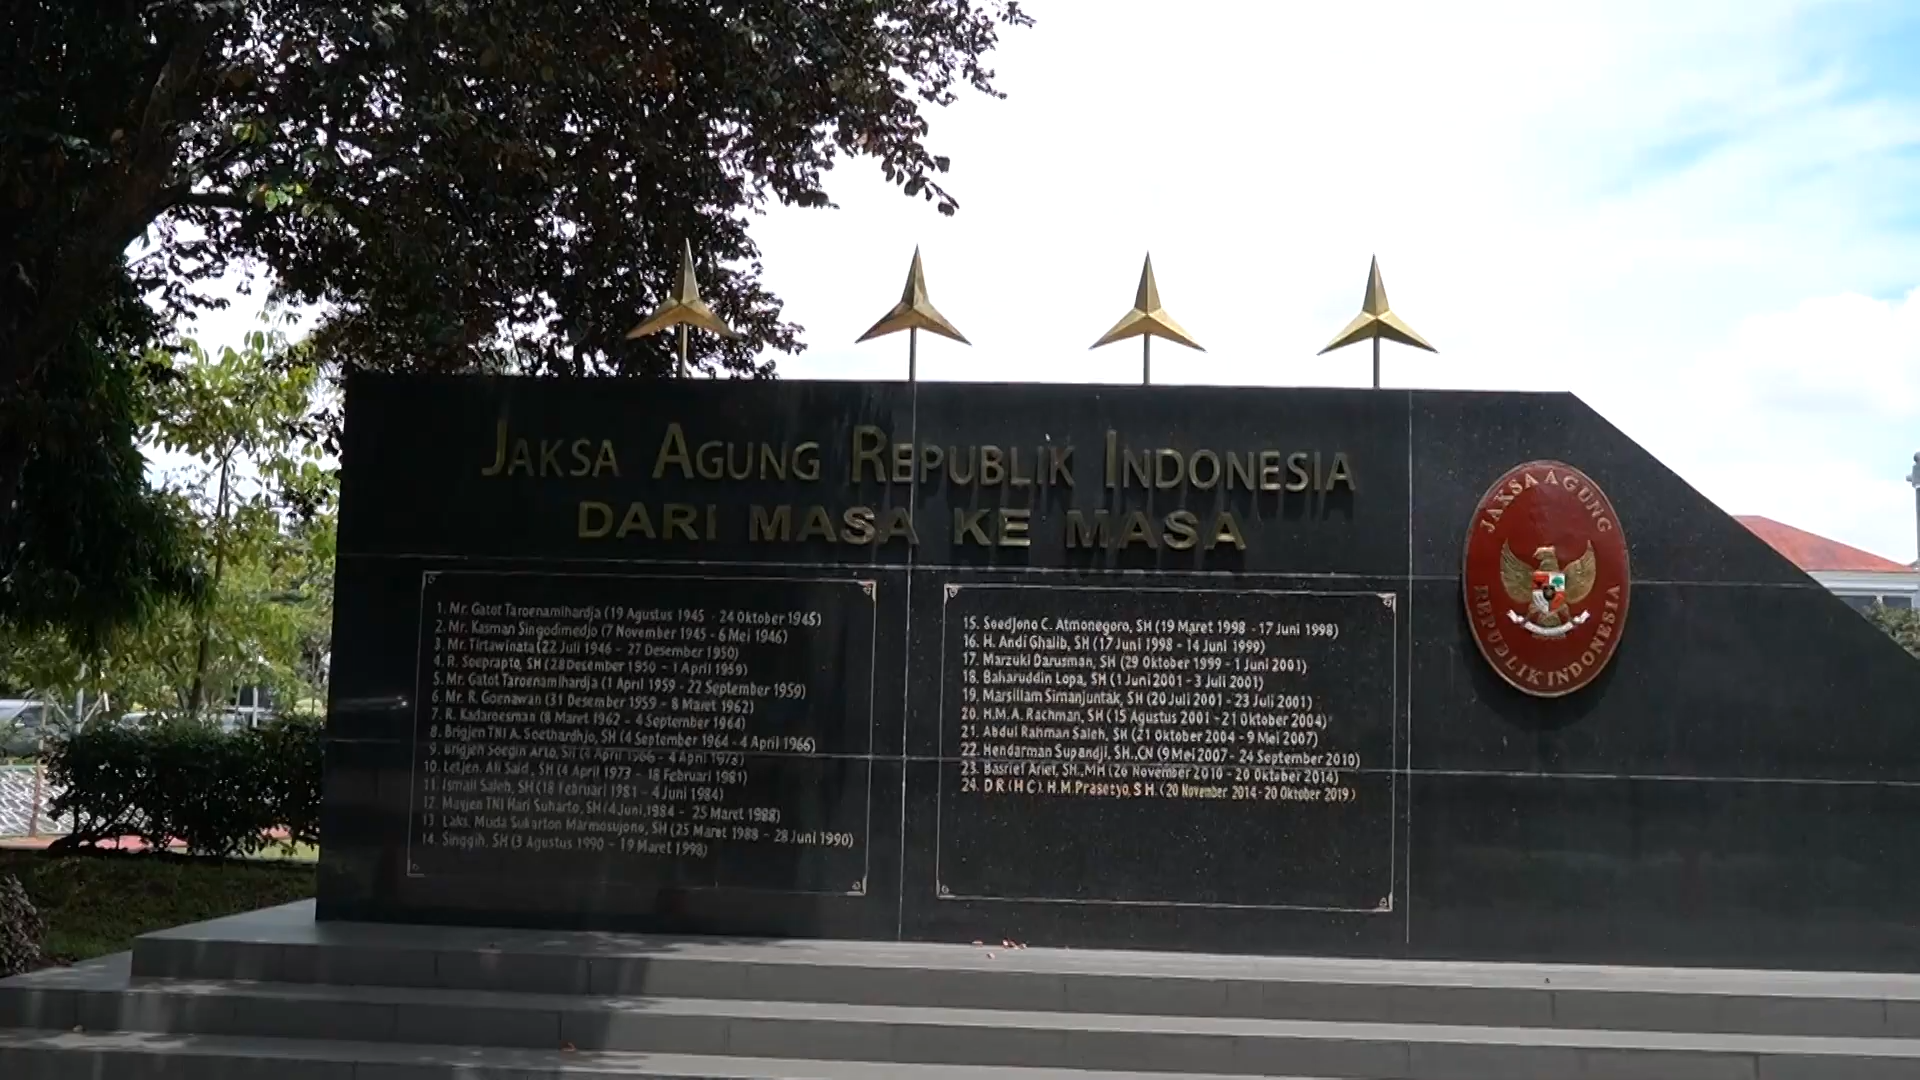 JAKSA AGUNG REPUBLIK INDONESIA
DARI MASA KE MASA
1. Mr. Gatot Taroenamihardja (19 Agustus 1945 - 24 Oktober 1945)
2. Mr. Kasman Singodimedjo (7 November 1945 - 6 Mei 1946)
3. Mr. Tirtawinata (22 Juli 1946 - 27 Desember 1950)
4. R. Soeprapto, SH (28 Desember 1950 - 1 April 1959)
5. Mr. Gatot Taroenamihardja (1 April 1959 - 22 September 1959)
6. Mr. R. Goenawan (31 Desember 1959 - 8 Maret 1962)
7. R. Kadaroesman (8 Maret 1962 - 4 September 1964)
8. Brigjen TNI A. Soethardhjo, SH (4 September 1964 - 4 April 1966)
9. Brigjen Soegih Arto, SH (4 April 1966 - 4 April 1973)
10. Letjen. Ali Said, SH (4 April 1973 - 18 Februari 1981)
11. Ismail Saleh, SH (18 Februari 1981 - 4 Juni 1984)
12. Mayjen TNI Hari Suharto, SH (4 Juni 1984 - 25 Maret 1988)
13. Laks. Muda Sukarton Marmosujono, SH (25 Maret 1988 - 28 Juni 1990)
14. Singgih, SH (3 Agustus 1990 - 19 Maret 1998)
15. Soedjono C. Atmonegoro, SH (19 Maret 1998 - 17 Juni 1998)
16. H. Andi Ghalib, SH (17 Juni 1998 - 14 Juni 1999)
17. Marzuki Darusman, SH (29 Oktober 1999 - 1 Juni 2001)
18. Baharuddin Lopa, SH (1 Juni 2001 - 3 Juli 2001)
19. Marsillam Simanjuntak, SH (20 Juli 2001 - 23 Juli 2001)
20. H.M.A. Rachman, SH (15 Agustus 2001 - 21 Oktober 2004)
21. Abdul Rahman Saleh, SH (21 Oktober 2004 - 9 Mei 2007)
22. Hendarman Supandji, SH.,CN (9 Mei 2007 - 24 September 2010)
23. Basrief Arief, SH.,MH (26 November 2010 - 20 Oktober 2014)
24. DR (H C). H.M.Prasetyo, S H. (20 November 2014 - 20 Oktober 2019)
JAKSA AGUNG
REPUBLIK INDONESIA